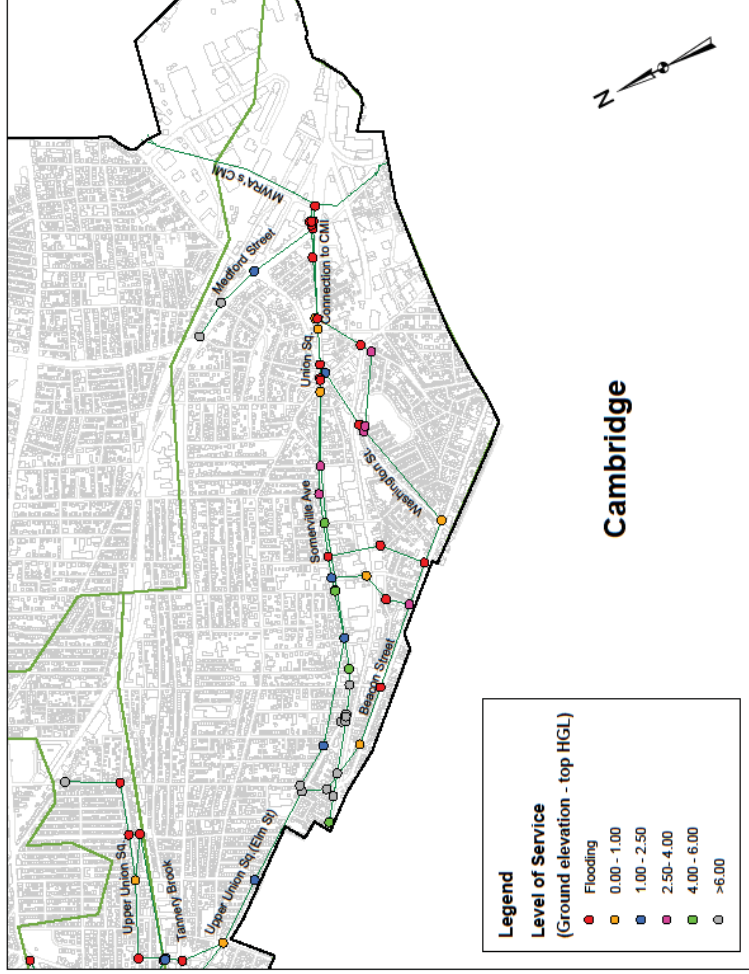 N
MWRA's CMI
Medford Street
Connection to CMI
Union Sq.
Washington St.
Somerville Ave
Cambridge
Beacon Street
Upper Union Sq.
Tannery Brook
Upper Union Sq.(Elm St)
Legend
Level of Service
(Ground elevation - top HGL)
Flooding
0.00 - 1.00
1.00 - 2.50
2.50- 4.00
4.00 - 6.00
>6.00